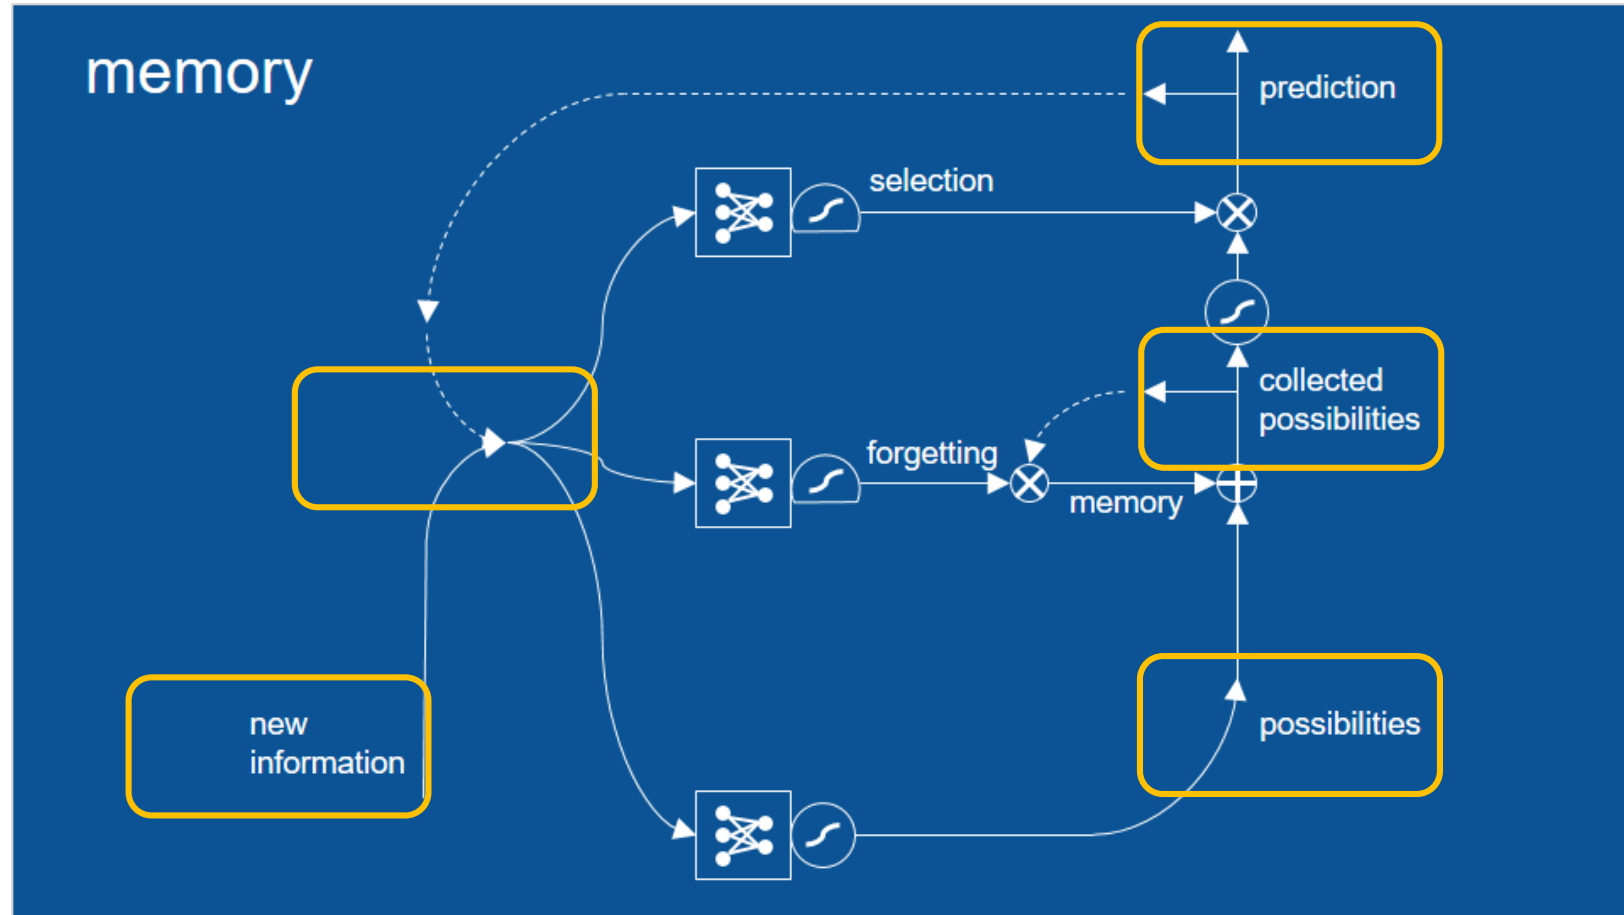 memory
prediction
selection
collected
possibilities
forgetting
memory
new
information
possibilities